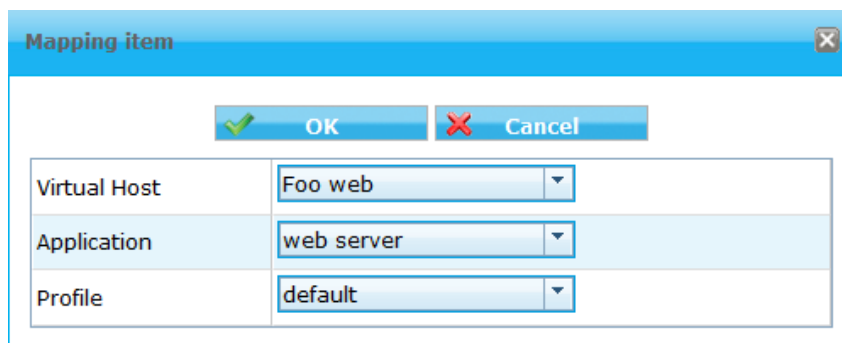 Mapping item
OK Cancel
Virtual Host Foo web
Application web server
Profile default